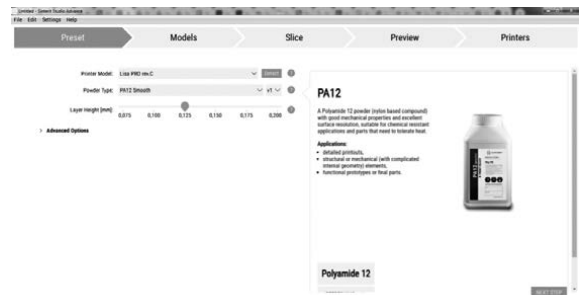 Untitled - Sinterit Studio Advance
File Edit Settings Help
Preset Models Slice Preview Printers
Printer Model: Lisa PRO rev.C Detect ?
Powder Type: PA12 Smooth v1 ?
Layer Height [mm]: ?
0,075 0,100 0,125 0,150 0,175 0,200
> Advanced Options
PA12
A Polyamide 12 powder (nylon based compound)
with good mechanical properties and excellent
surface resolution, suitable for chemical resistant
applications and parts that need to tolerate heat.
Applications:
• detailed printouts,
• structural or mechanical (with complicated
internal geometry) elements,
• functional prototypes or final parts.
PA12
Polyamide 12
NEXT STEP